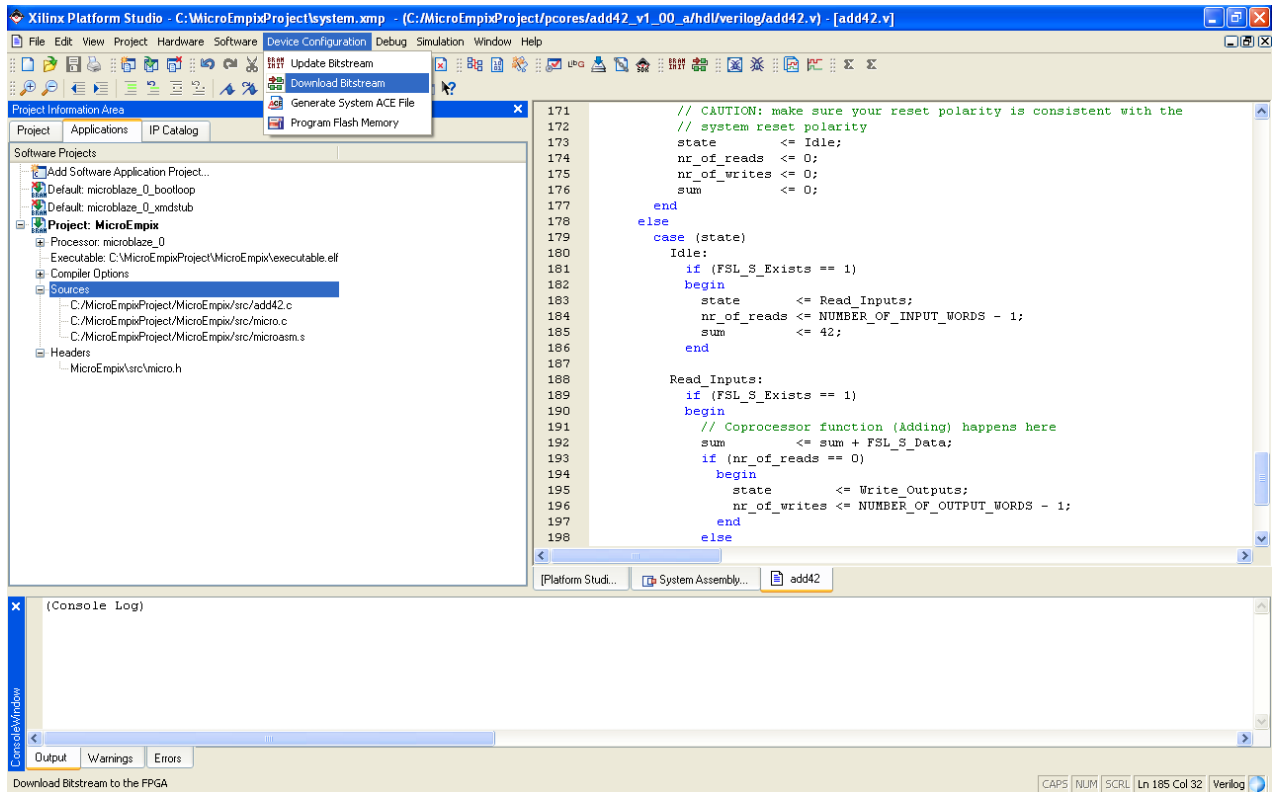 Xilinx Platform Studio - C:\MicroEmpixProject\system.xmp - (C:/MicroEmpixProject/pcores/add42_v1_00_a/hdl/verilog/add42.v) - [add42.v]
File Edit View Project Hardware Software Device Configuration Debug Simulation Window Help
Update Bitstream
Download Bitstream
Generate System ACE File
Program Flash Memory
Project Information Area
Project Applications IP Catalog
Software Projects
Add Software Application Project...
Default: microblaze_0_bootloop
Default: microblaze_0_xmdstub
Project: MicroEmpix
Processor: microblaze_0
Executable: C:\MicroEmpixProject\MicroEmpix\executable.elf
Compiler Options
Sources
C:/MicroEmpixProject/MicroEmpix/src/add42.c
C:/MicroEmpixProject/MicroEmpix/src/micro.c
C:/MicroEmpixProject/MicroEmpix/src/microasm.s
Headers
MicroEmpix\src\micro.h
171 // CAUTION: make sure your reset polarity is consistent with the
172 // system reset polarity
173 state <= Idle;
174 nr_of_reads <= 0;
175 nr_of_writes <= 0;
176 sum <= 0;
177 end
178 else
179 case (state)
180 Idle:
181 if (FSL_S_Exists == 1)
182 begin
183 state <= Read_Inputs;
184 nr_of_reads <= NUMBER_OF_INPUT_WORDS - 1;
185 sum <= 42;
186 end
187
188 Read_Inputs:
189 if (FSL_S_Exists == 1)
190 begin
191 // Coprocessor function (Adding) happens here
192 sum <= sum + FSL_S_Data;
193 if (nr_of_reads == 0)
194 begin
195 state <= Write_Outputs;
196 nr_of_writes <= NUMBER_OF_OUTPUT_WORDS - 1;
197 end
198 else
[Platform Studi... System Assembly... add42
(Console Log)
ConsoleWindow
Output Warnings Errors
Download Bitstream to the FPGA
CAPS NUM SCRL Ln 185 Col 32 Verilog